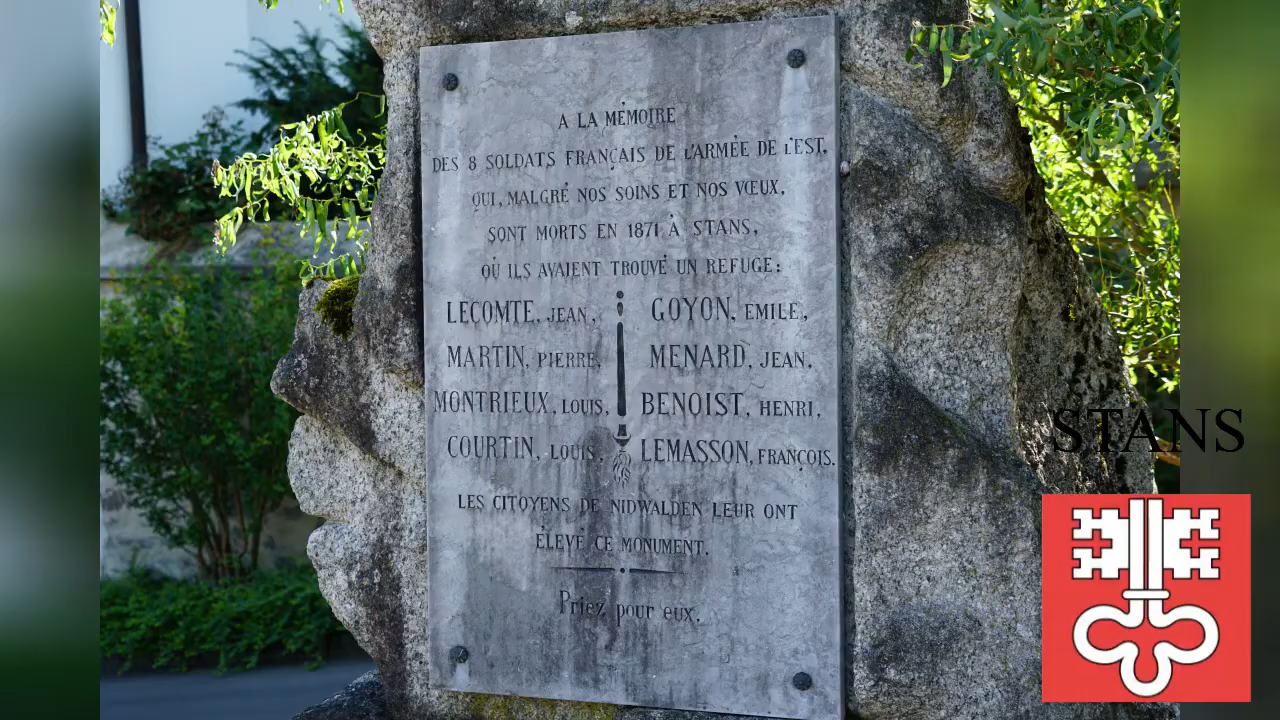 A LA MÉMOIRE
DES 8 SOLDATS FRANÇAIS DE L'ARMÉE DE L'EST,
QUI, MALGRÉ NOS SOINS ET NOS VŒUX,
SONT MORTS EN 1871 À STANS,
OÙ ILS AVAIENT TROUVÉ UN REFUGE:
LECOMTE, JEAN, GOYON, EMILE,
MARTIN, PIERRE, MENARD, JEAN,
MONTRIEUX, LOUIS, BENOIST, HENRI,
COURTIN, LOUIS, LEMASSON, FRANÇOIS.
LES CITOYENS DE NIDWALDEN LEUR ONT
ÉLEVÉ CE MONUMENT.
Priez pour eux.
STANS